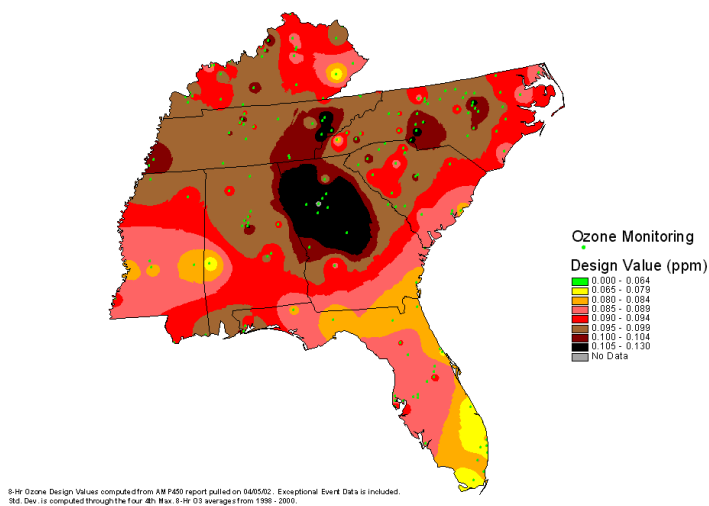 Ozone Monitoring
Design Value (ppm)
0.000 - 0.064
0.065 - 0.079
0.080 - 0.084
0.085 - 0.089
0.090 - 0.094
0.095 - 0.099
0.100 - 0.104
0.105 - 0.130
No Data
8-Hr Ozone Design Values computed from AMP450 report pulled on 04/05/02. Exceptional Event Data is included.
Std. Dev. is computed through the four 4th Max. 8-Hr O3 averages from 1998 - 2000.